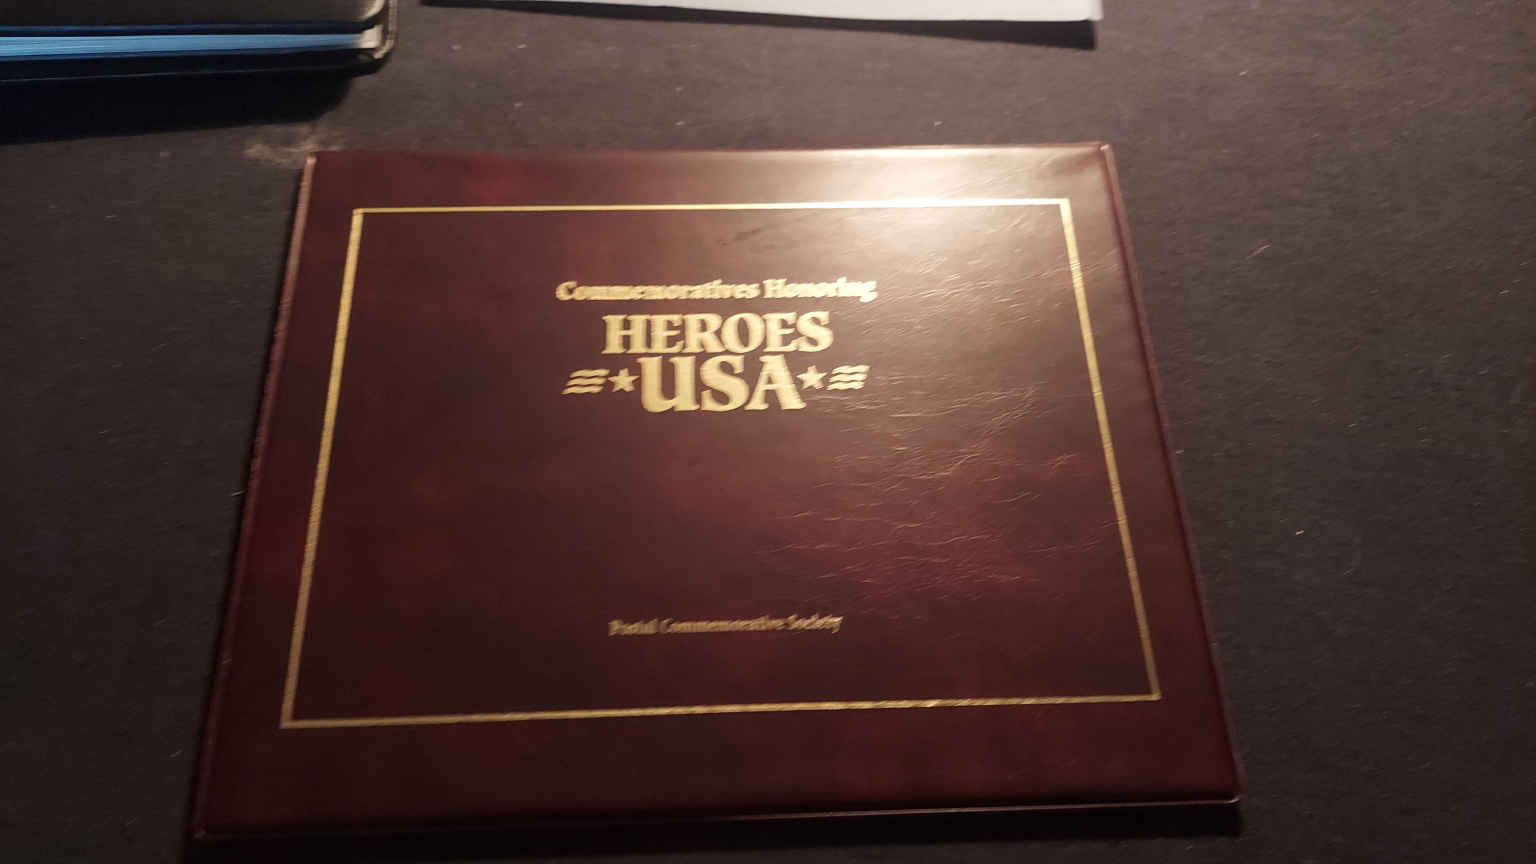 Commemoratives Honoring
HEROES
USA
Postal Commemorative Society